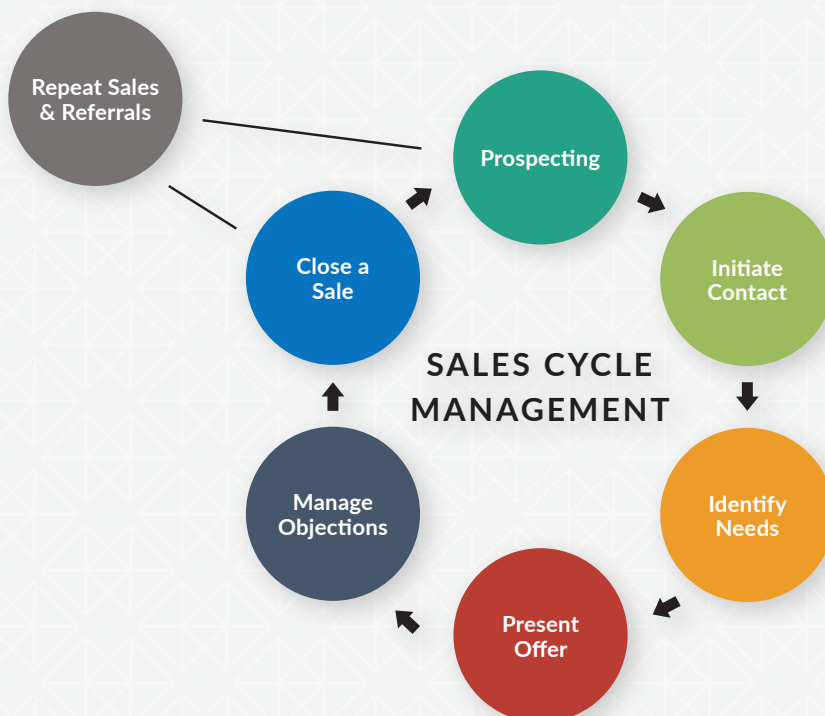 Repeat Sales
& Referrals
Prospecting
Initiate
Contact
Close a
Sale
SALES CYCLE
MANAGEMENT
Manage
Objections
Identify
Needs
Present
Offer